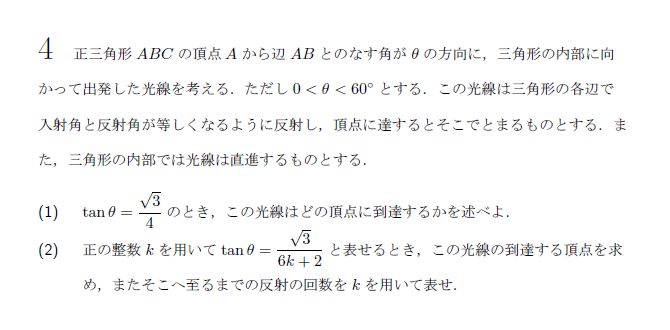 4 正三角形 ABC の頂点 A から辺 AB とのなす角が θ の方向に，三角形の内部に向
かって出発した光線を考える．ただし 0 < θ < 60° とする．この光線は三角形の各辺で
入射角と反射角が等しくなるように反射し，頂点に達するとそこでとまるものとする．ま
た，三角形の内部では光線は直進するものとする．
(1) tan θ = √3/4 のとき，この光線はどの頂点に到達するかを述べよ．
(2) 正の整数 k を用いて tan θ = √3/(6k + 2) と表せるとき，この光線の到達する頂点を求
め，またそこへ至るまでの反射の回数を k を用いて表せ．